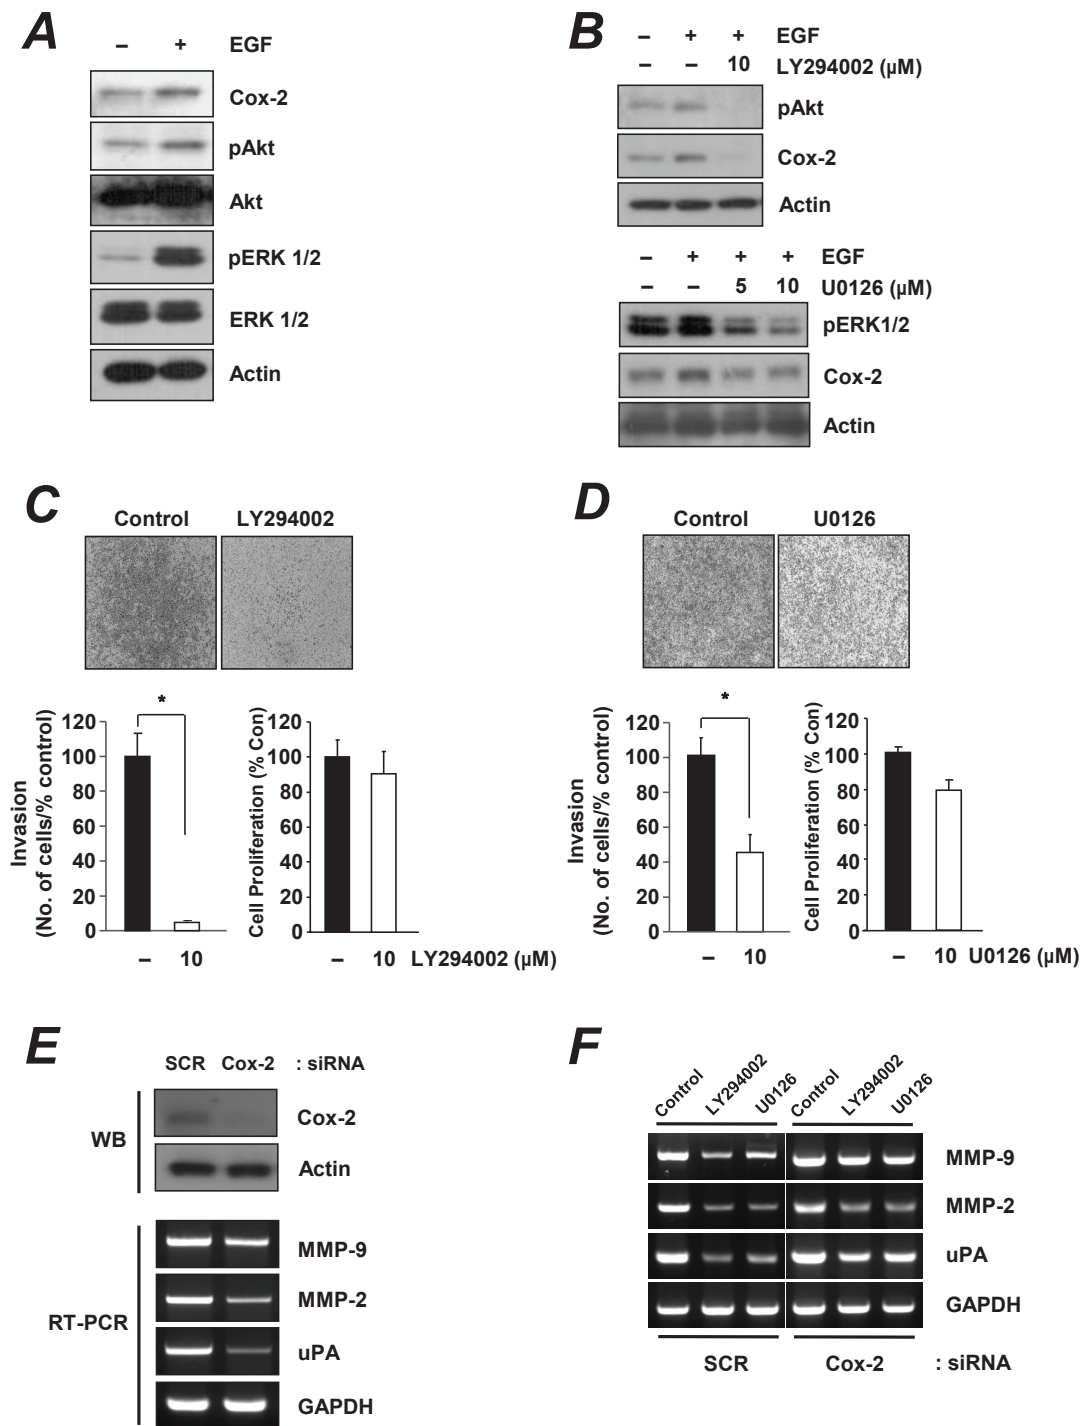 A
– + EGF
Cox-2
pAkt
Akt
pERK 1/2
ERK 1/2
Actin
B
– + + EGF
– – 10 LY294002 (µM)
pAkt
Cox-2
Actin
– + + + EGF
– – 5 10 U0126 (µM)
pERK1/2
Cox-2
Actin
C
Control LY294002
*
Invasion
(No. of cells/% control)
120
100
80
60
40
20
0
– 10
Cell Proliferation (% Con)
120
100
80
60
40
20
0
– 10 LY294002 (µM)
D
Control U0126
*
Invasion
(No. of cells/% control)
120
100
80
60
40
20
0
– 10
Cell Proliferation (% Con)
120
100
80
60
40
20
0
– 10 U0126 (µM)
E
SCR Cox-2 : siRNA
WB
Cox-2
Actin
RT-PCR
MMP-9
MMP-2
uPA
GAPDH
F
Control LY294002 U0126 Control LY294002 U0126
MMP-9
MMP-2
uPA
GAPDH
SCR Cox-2 : siRNA